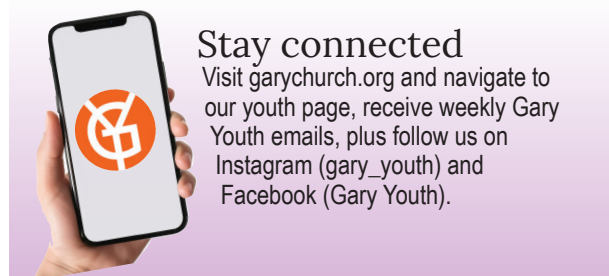 Stay connected
Visit garychurch.org and navigate to
our youth page, receive weekly Gary
Youth emails, plus follow us on
Instagram (gary_youth) and
Facebook (Gary Youth).